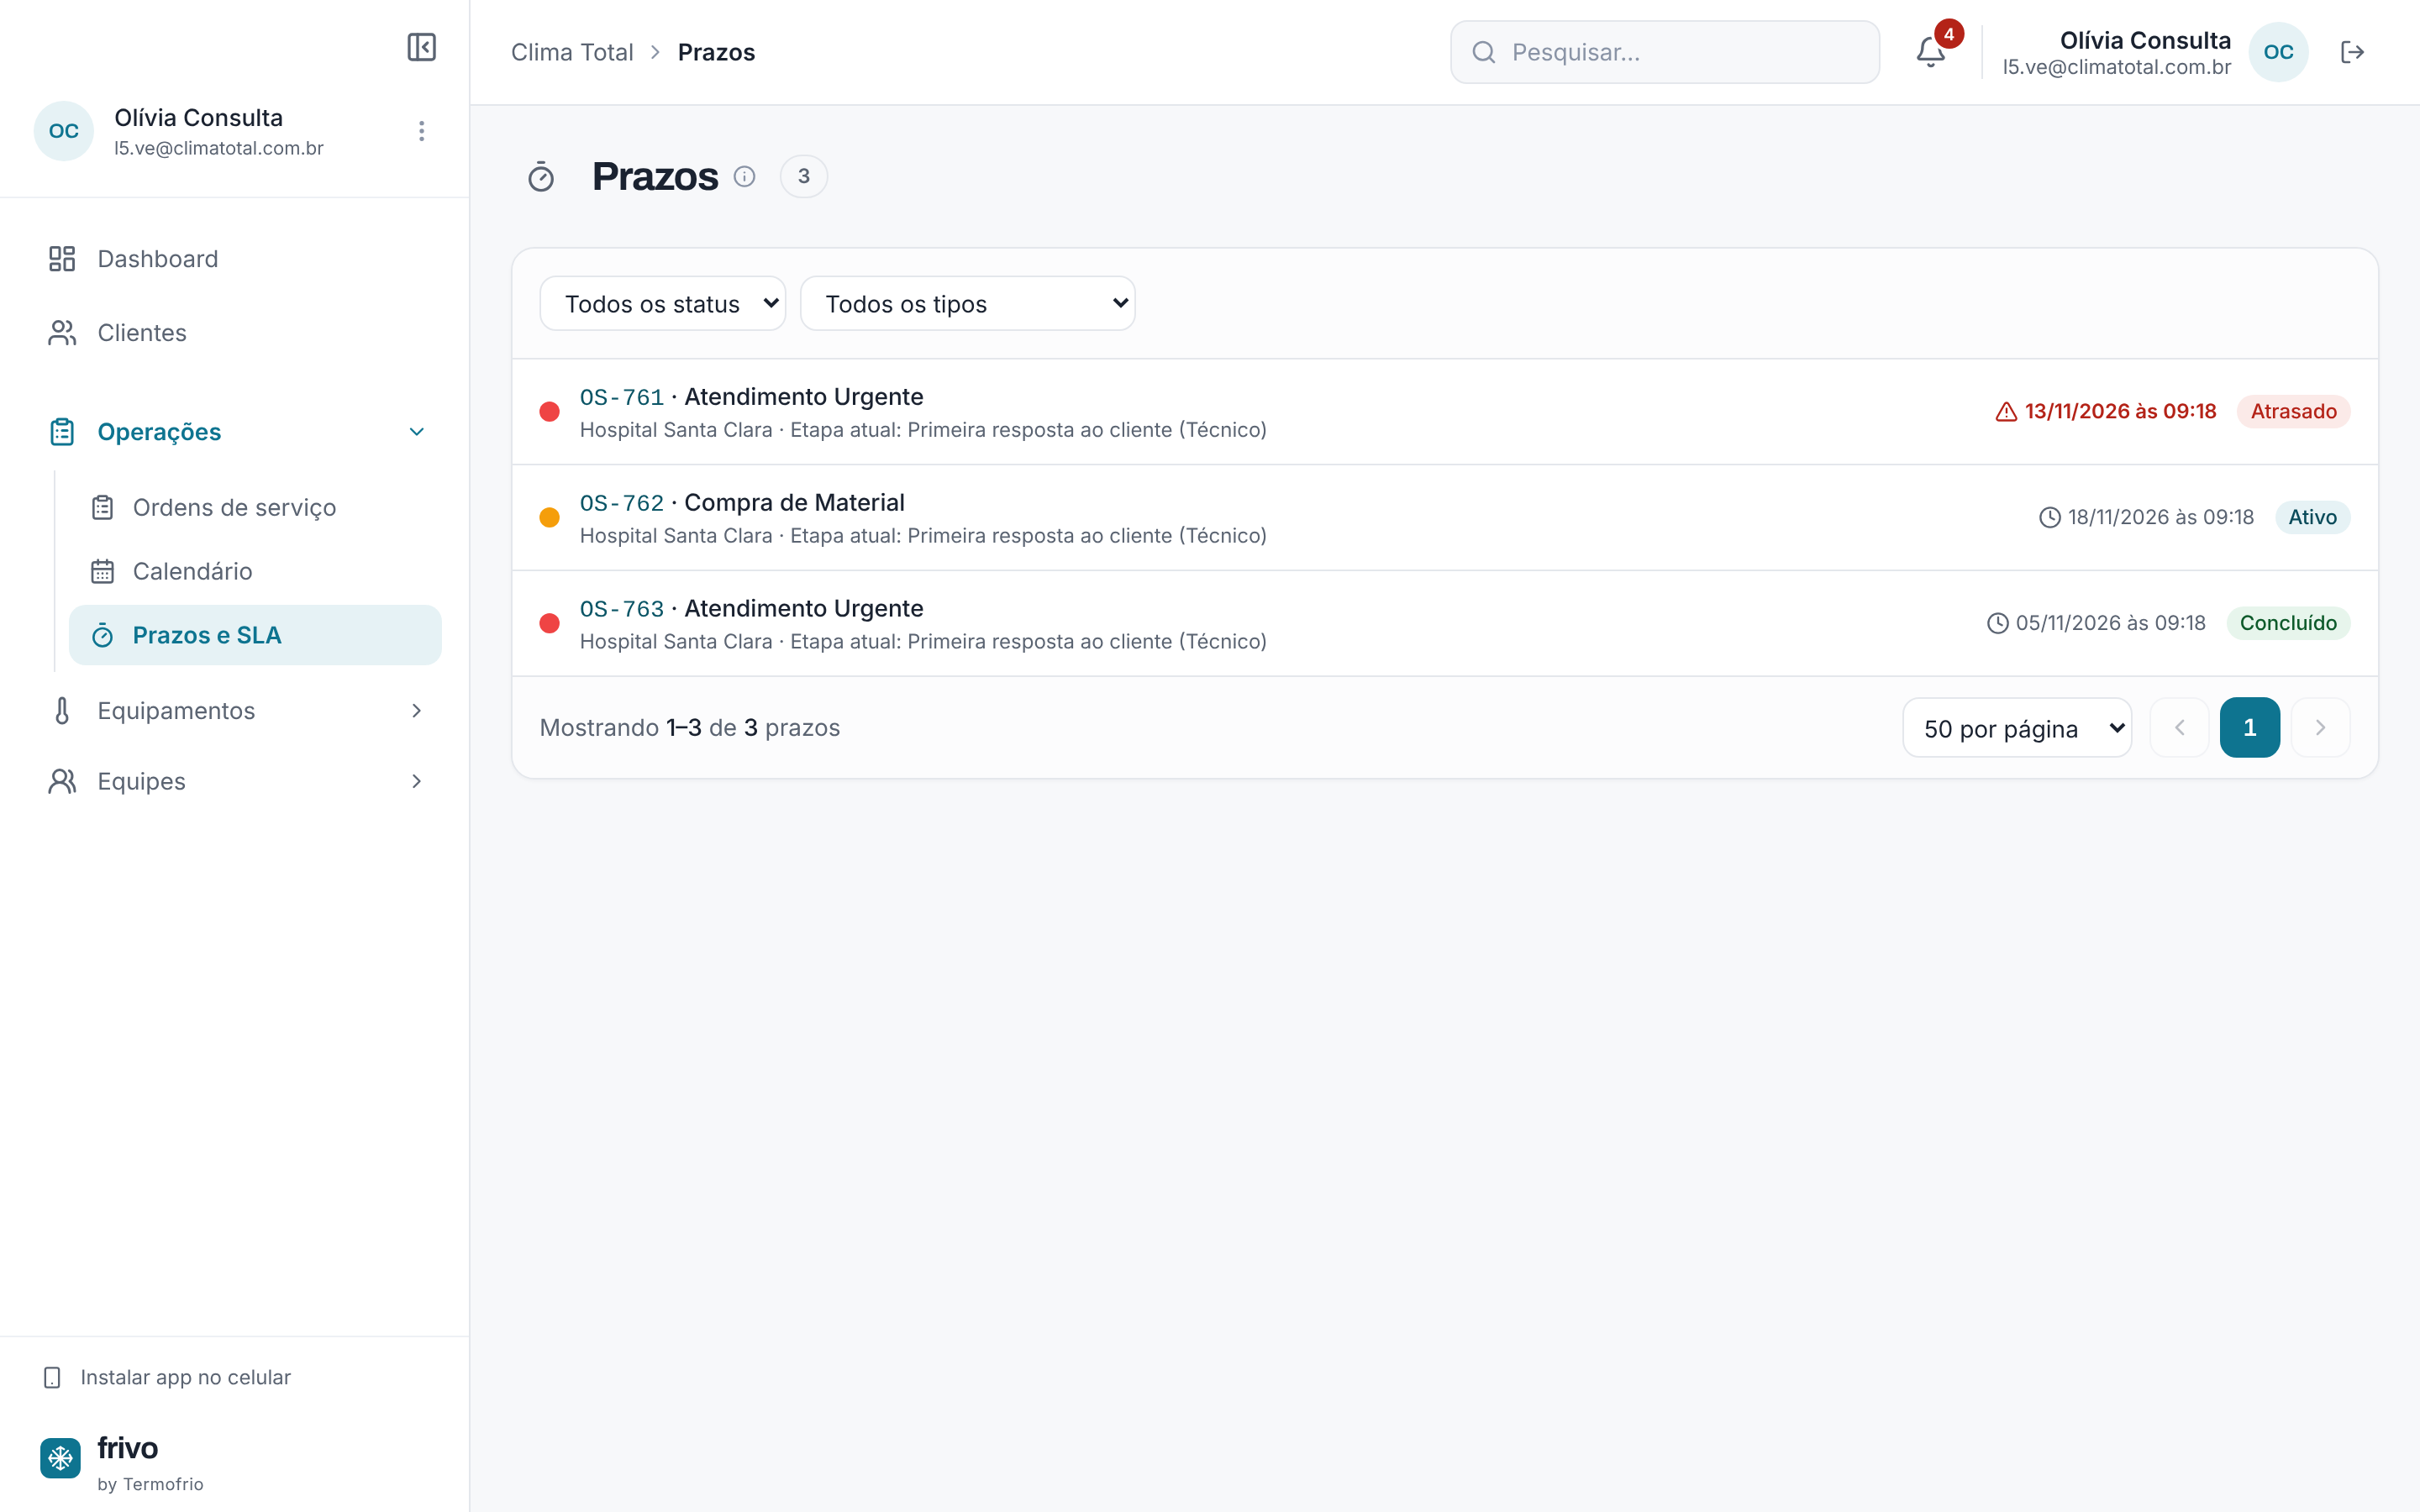 OC
Olívia Consulta
l5.ve@climatotal.com.br
Dashboard
Clientes
Operações
Ordens de serviço
Calendário
Prazos e SLA
Equipamentos
Equipes
Instalar app no celular
frivo
by Termofrio
Clima Total > Prazos
Pesquisar...
4
Olívia Consulta
l5.ve@climatotal.com.br
OC
Prazos
3
Todos os status
Todos os tipos
OS-761 · Atendimento Urgente
Hospital Santa Clara · Etapa atual: Primeira resposta ao cliente (Técnico)
13/11/2026 às 09:18
Atrasado
OS-762 · Compra de Material
Hospital Santa Clara · Etapa atual: Primeira resposta ao cliente (Técnico)
18/11/2026 às 09:18
Ativo
OS-763 · Atendimento Urgente
Hospital Santa Clara · Etapa atual: Primeira resposta ao cliente (Técnico)
05/11/2026 às 09:18
Concluído
Mostrando 1–3 de 3 prazos
50 por página
1